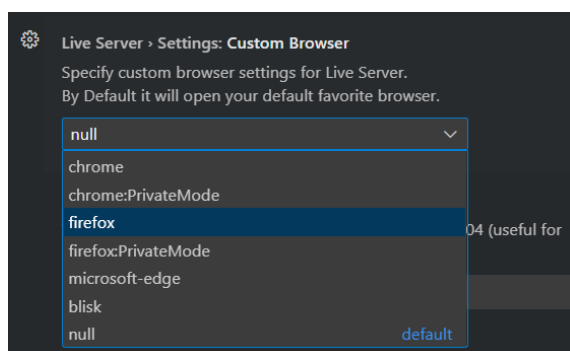 Live Server › Settings: Custom Browser
Specify custom browser settings for Live Server.
By Default it will open your default favorite browser.
null
chrome
chrome:PrivateMode
firefox
04 (useful for
firefox:PrivateMode
microsoft-edge
blisk
null default